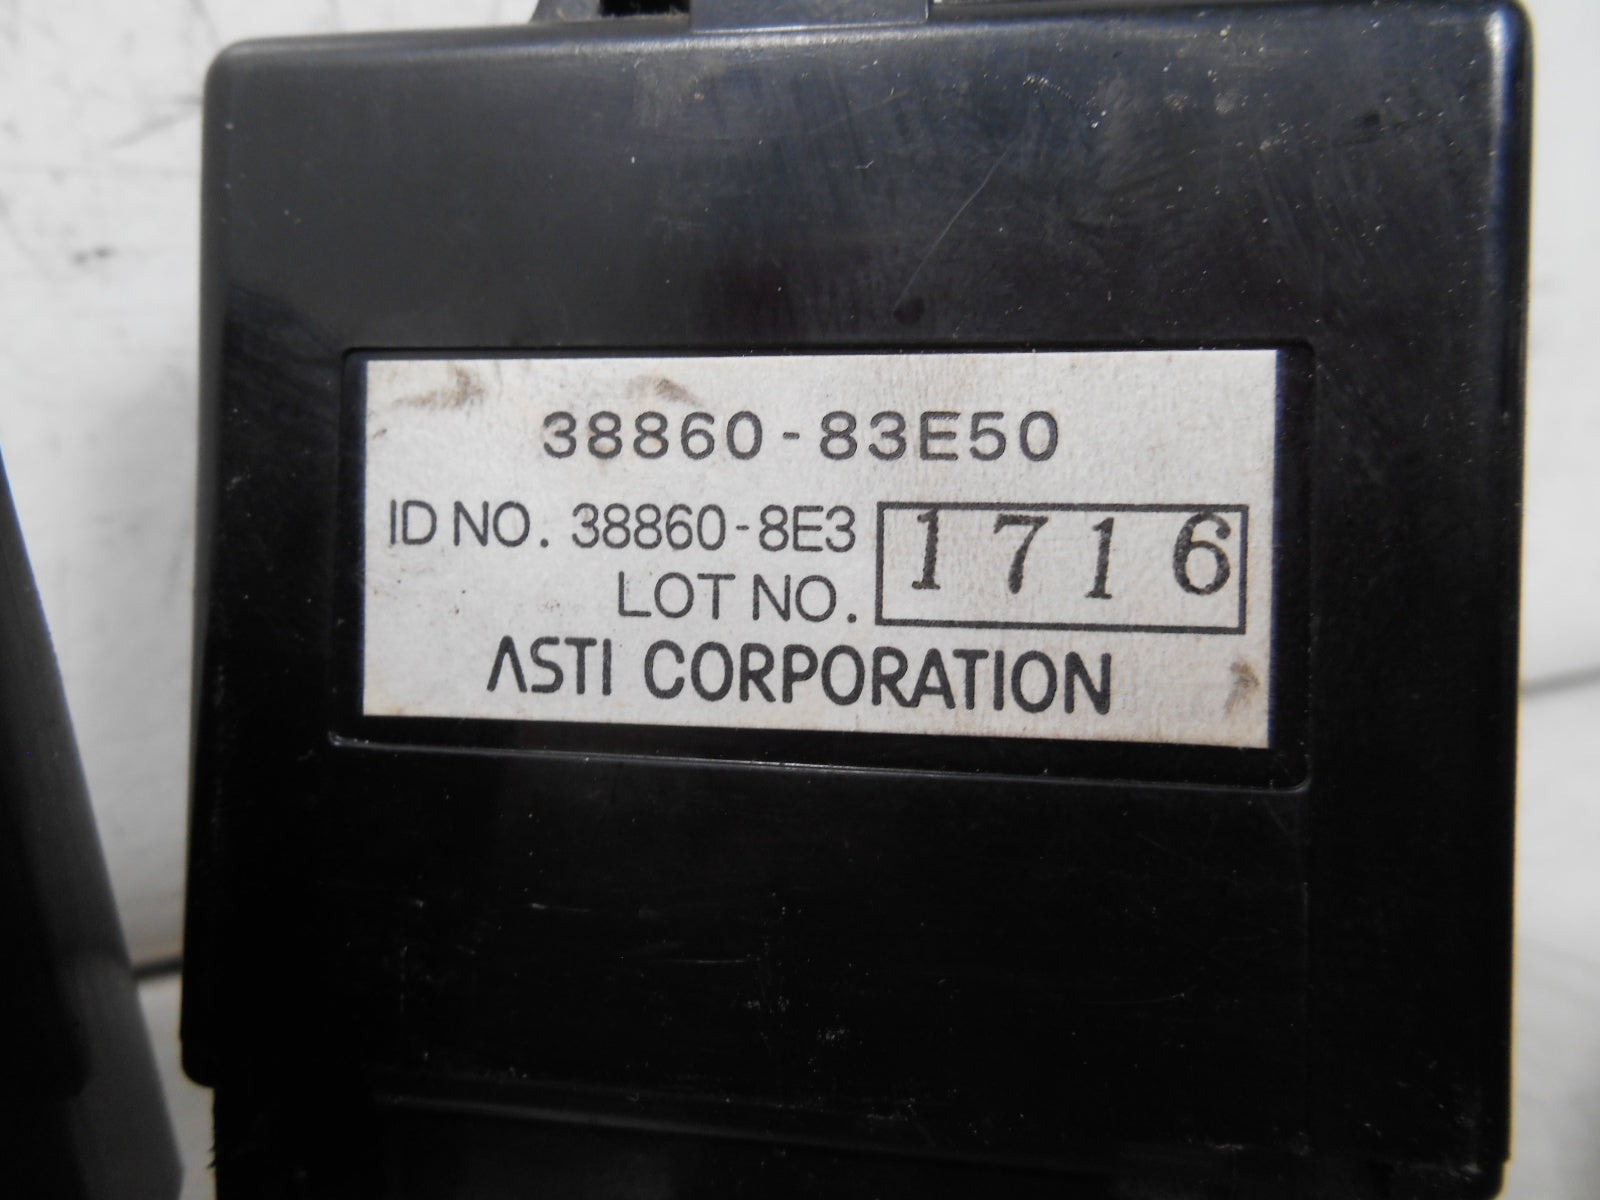 38860-83E50
ID NO. 38860-8E3
LOT NO. 1716
ASTI CORPORATION